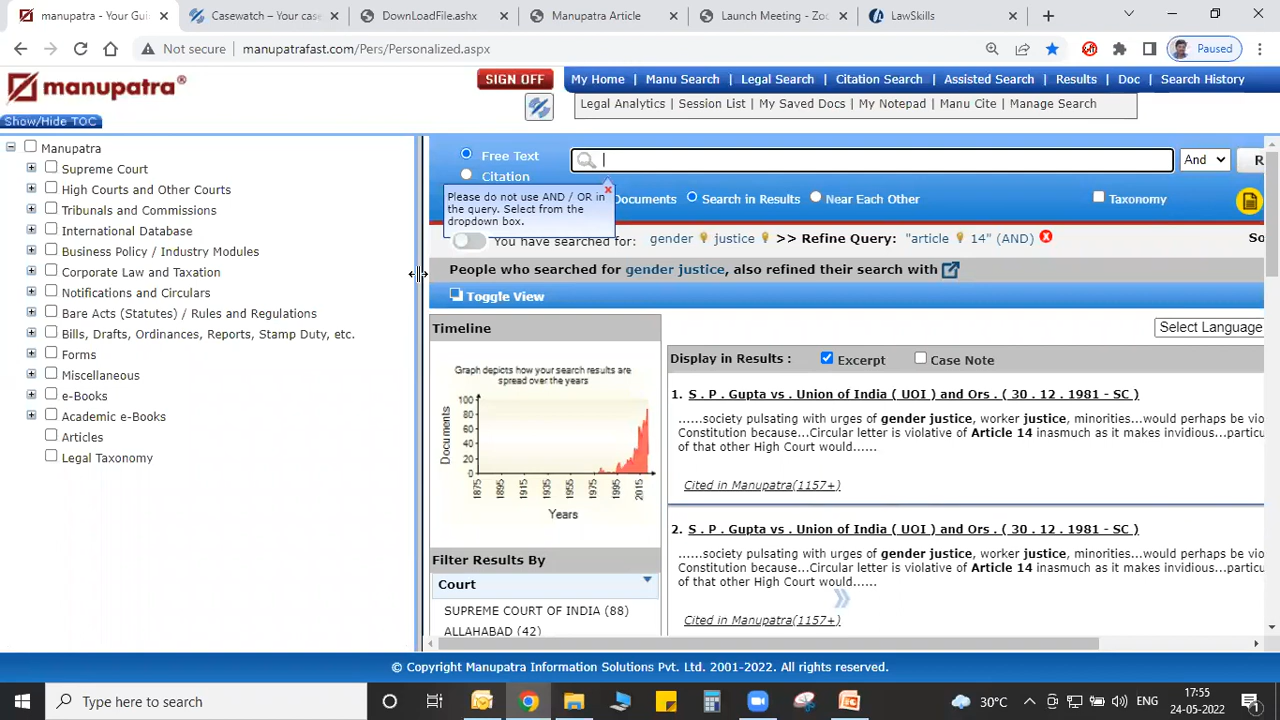 manupatra - Your Gui
Casewatch – Your case
DownLoadFile.ashx
Manupatra Article
Launch Meeting - Zoo
LawSkills
Not secure
manupatrafast.com/Pers/Personalized.aspx
Paused
manupatra®
SIGN OFF
My Home
Manu Search
Legal Search
Citation Search
Assisted Search
Results
Doc
Search History
Legal Analytics
Session List
My Saved Docs
My Notepad
Manu Cite
Manage Search
Show/Hide TOC
Manupatra
Supreme Court
High Courts and Other Courts
Tribunals and Commissions
International Database
Business Policy / Industry Modules
Corporate Law and Taxation
Notifications and Circulars
Bare Acts (Statutes) / Rules and Regulations
Bills, Drafts, Ordinances, Reports, Stamp Duty, etc.
Forms
Miscellaneous
e-Books
Academic e-Books
Articles
Legal Taxonomy
Free Text
Citation
And
R
Please do not use AND / OR in
the query. Select from the
dropdown box.
Documents
Search in Results
Near Each Other
Taxonomy
You have searched for:
gender justice >> Refine Query: "article 14" (AND)
So
People who searched for gender justice, also refined their search with
Toggle View
Timeline
Graph depicts how your search results are
spread over the years
Documents
100
80
60
40
20
0
1875 1895 1915 1935 1955 1975 1995 2015
Years
Filter Results By
Court
SUPREME COURT OF INDIA (88)
ALLAHABAD (42)
Select Language
Display in Results :
Excerpt
Case Note
1. S . P . Gupta vs . Union of India ( UOI ) and Ors . ( 30 . 12 . 1981 - SC )
......society pulsating with urges of gender justice, worker justice, minorities...would perhaps be vio
Constitution because...Circular letter is violative of Article 14 inasmuch as it makes invidious...particu
of that other High Court would......
Cited in Manupatra(1157+)
2. S . P . Gupta vs . Union of India ( UOI ) and Ors . ( 30 . 12 . 1981 - SC )
......society pulsating with urges of gender justice, worker justice, minorities...would perhaps be vio
Constitution because...Circular letter is violative of Article 14 inasmuch as it makes invidious...particu
of that other High Court would......
Cited in Manupatra(1157+)
© Copyright Manupatra Information Solutions Pvt. Ltd. 2001-2022. All rights reserved.
Type here to search
30°C
ENG
17:55
24-05-2022
1